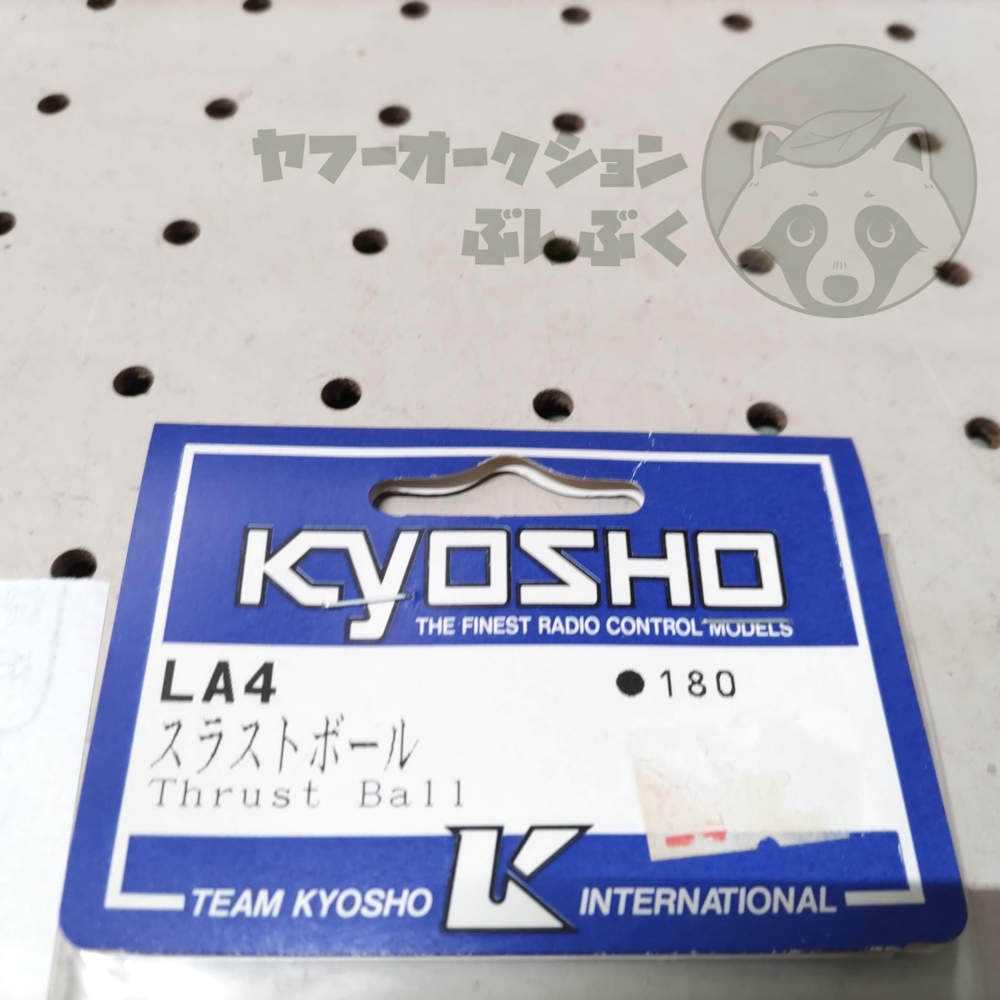 ヤフーオークション
ぶんぶく
KYOSHO
THE FINEST RADIO CONTROL MODELS
LA4 ●180
スラストボール
Thrust Ball
TEAM KYOSHO K INTERNATIONAL